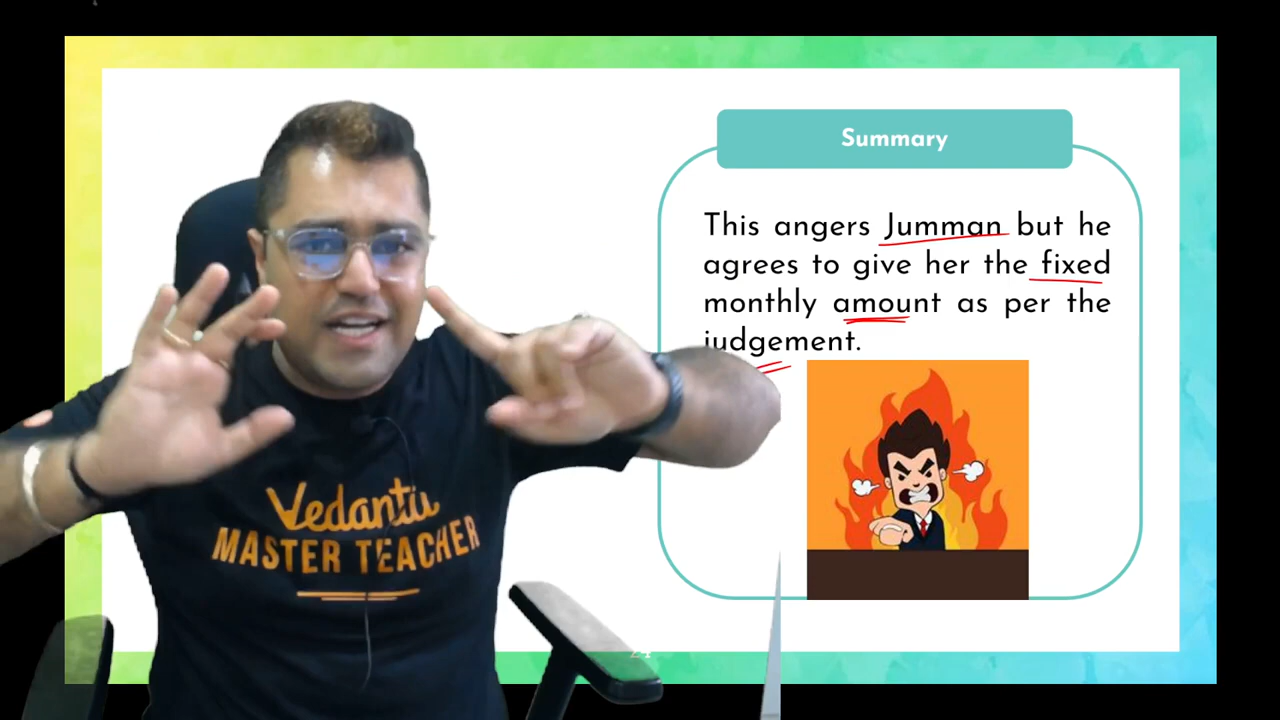 Summary
This angers Jumman but he
agrees to give her the fixed
monthly amount as per the
judgement.
Vedantu
MASTER TEACHER